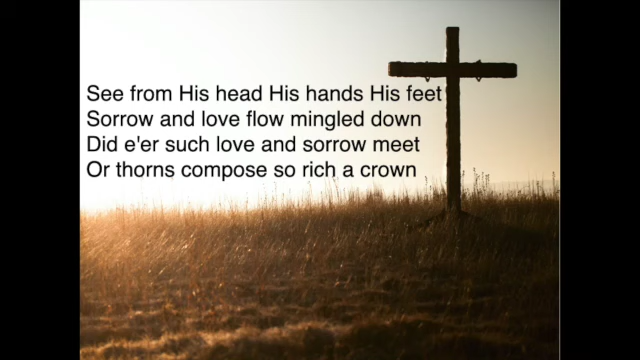 See from His head His hands His feet
Sorrow and love flow mingled down
Did e'er such love and sorrow meet
Or thorns compose so rich a crown